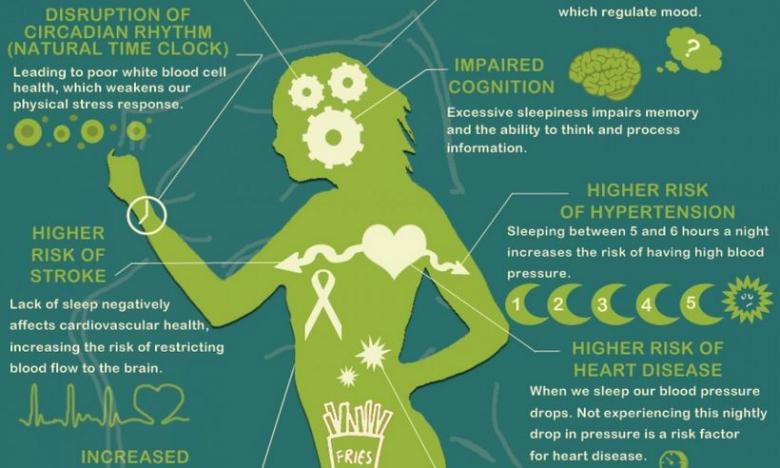 which regulate mood.
DISRUPTION OF
CIRCADIAN RHYTHM
(NATURAL TIME CLOCK)
Leading to poor white blood cell
health, which weakens our
physical stress response.
IMPAIRED
COGNITION
?
Excessive sleepiness impairs memory
and the ability to think and process
information.
HIGHER RISK
OF HYPERTENSION
Sleeping between 5 and 6 hours a night
increases the risk of having high blood
pressure.
1 2 3 4 5
HIGHER
RISK OF
STROKE
Lack of sleep negatively
affects cardiovascular health,
increasing the risk of restricting
blood flow to the brain.
HIGHER RISK OF
HEART DISEASE
When we sleep our blood pressure
drops. Not experiencing this nightly
drop in pressure is a risk factor
for heart disease.
FRIES
INCREASED